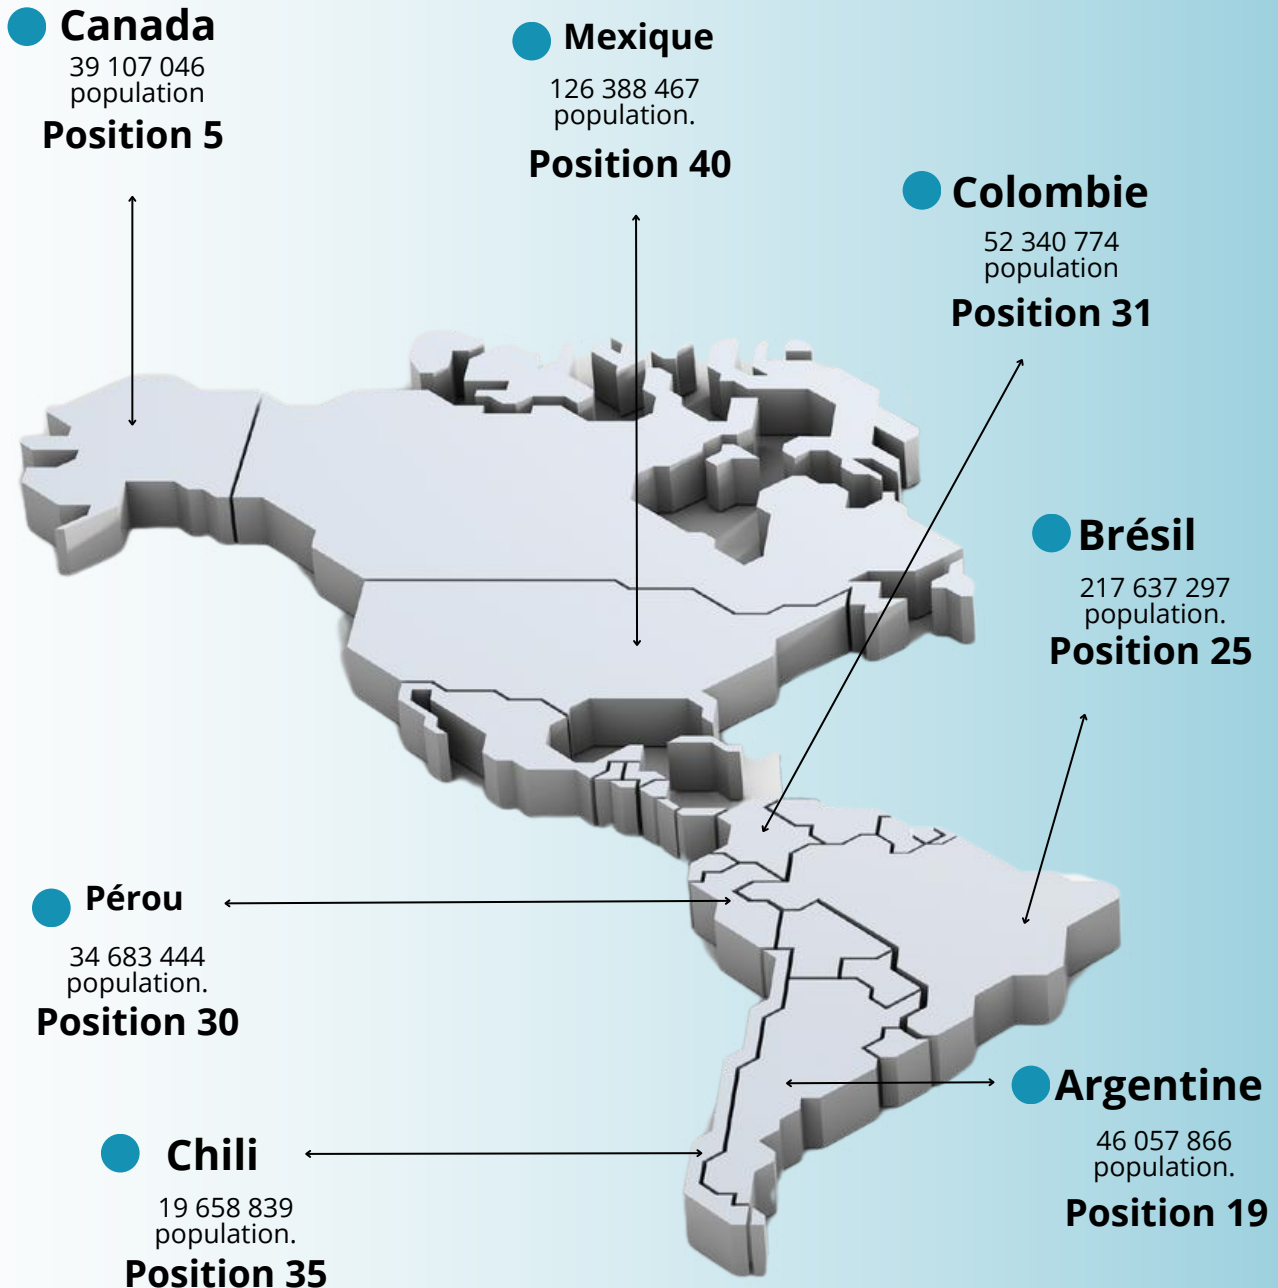 Canada
39 107 046
population
Position 5
Mexique
126 388 467
population.
Position 40
Colombie
52 340 774
population
Position 31
Brésil
217 637 297
population.
Position 25
Pérou
34 683 444
population.
Position 30
Argentine
46 057 866
population.
Position 19
Chili
19 658 839
population.
Position 35